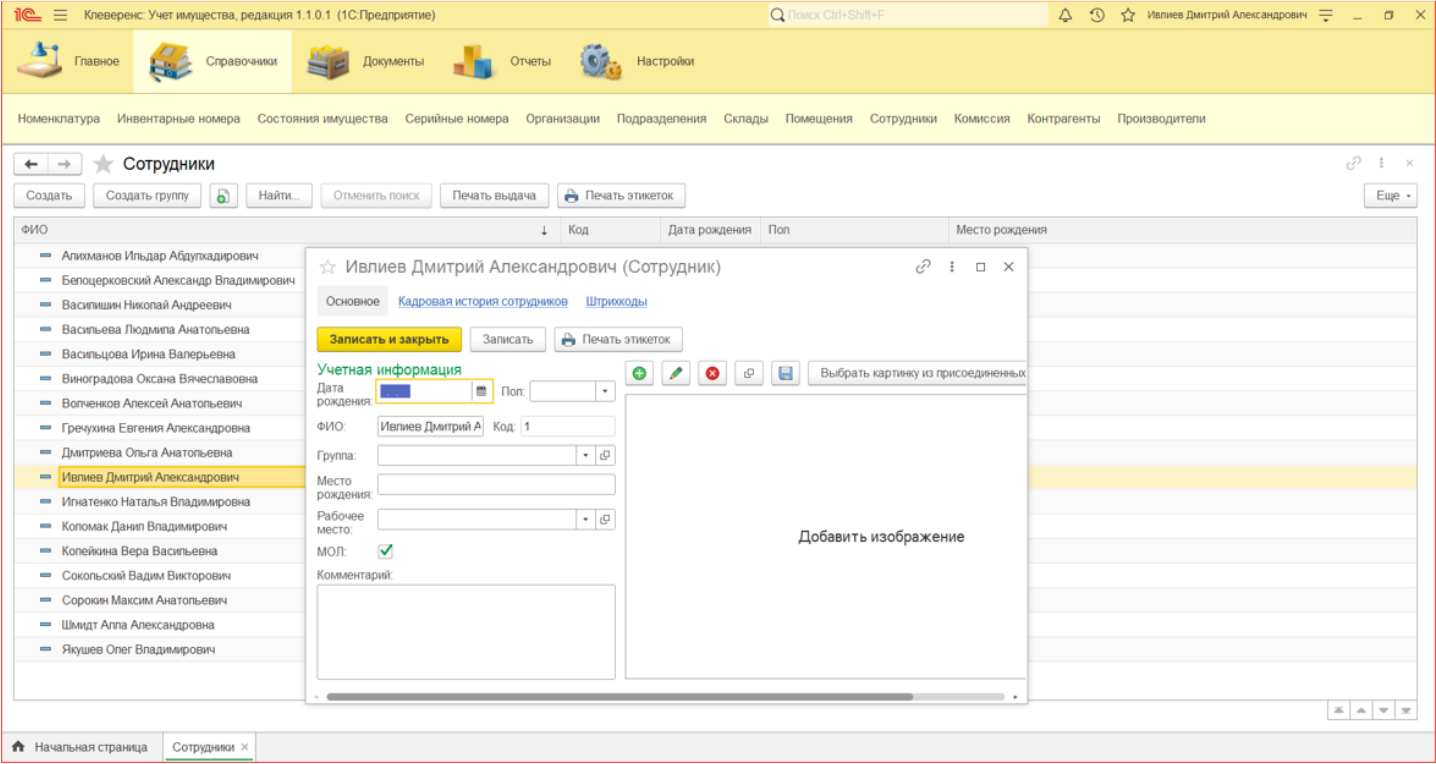 1С Клеверенс: Учет имущества, редакция 1.1.0.1 (1С:Предприятие) Поиск Ctrl+Shift+F Ивлиев Дмитрий Александрович
Главное Справочники Документы Отчеты Настройки
Номенклатура Инвентарные номера Состояния имущества Серийные номера Организации Подразделения Склады Помещения Сотрудники Комиссия Контрагенты Производители
Сотрудники
Создать Создать группу Найти... Отменить поиск Печать выдача Печать этикеток Еще
ФИО Код Дата рождения Пол Место рождения
Алихманов Ильдар Абдулхадирович
Белоцерковский Александр Владимирович
Василишин Николай Андреевич
Васильева Людмила Анатольевна
Васильцова Ирина Валерьевна
Виноградова Оксана Вячеславовна
Волченков Алексей Анатольевич
Гречухина Евгения Александровна
Дмитриева Ольга Анатольевна
Ивлиев Дмитрий Александрович
Игнатенко Наталья Владимировна
Коломак Данил Владимирович
Копейкина Вера Васильевна
Сокольский Вадим Викторович
Сорокин Максим Анатольевич
Шмидт Алла Александровна
Якушев Олег Владимирович
Ивлиев Дмитрий Александрович (Сотрудник)
Основное Кадровая история сотрудников Штрихкоды
Записать и закрыть Записать Печать этикеток
Учетная информация
Выбрать картинку из присоединенных
Дата
рождения: . . Пол:
ФИО: Ивлиев Дмитрий А Код: 1
Группа:
Место
рождения:
Рабочее
место:
МОЛ:
Комментарий:
Добавить изображение
Начальная страница Сотрудники